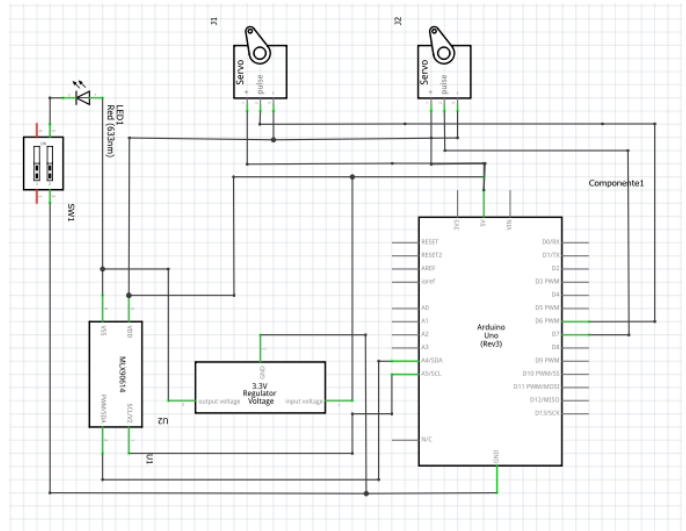 J1
J2
Servo
+
pulse
-
Servo
+
pulse
-
LED1
Red (633nm)
SW1
Componente1
3V3
5V
VIN
RESET
RESET2
AREF
ioref
A0
A1
A2
A3
A4/SDA
A5/SCL
N/C
D0/RX
D1/TX
D2
D3 PWM
D4
D5 PWM
D6 PWM
D7
D8
D9 PWM
D10 PWM/SS
D11 PWM/MOSI
D12/MISO
D13/SCK
GND
Arduino
Uno
(Rev3)
VSS
VDD
MLX90614
PWM/SDA
SCL/VZ
U1
GND
3.3V
Regulator
Voltage
output voltage
input voltage
U2